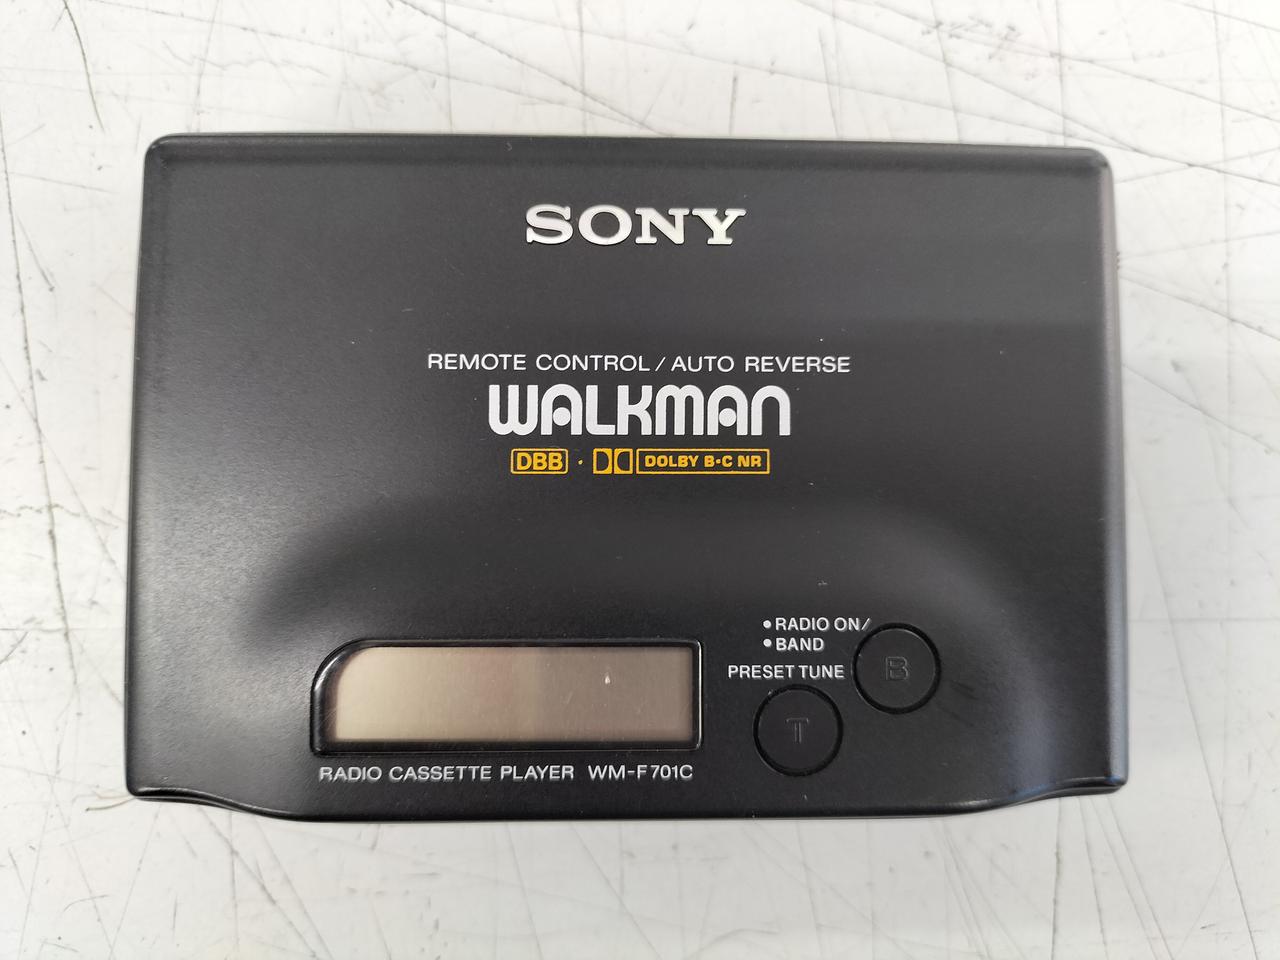 SONY
REMOTE CONTROL / AUTO REVERSE
WALKMAN
DBB · DOLBY B·C NR
• RADIO ON/
• BAND
B
PRESET TUNE
T
RADIO CASSETTE PLAYER WM-F701C